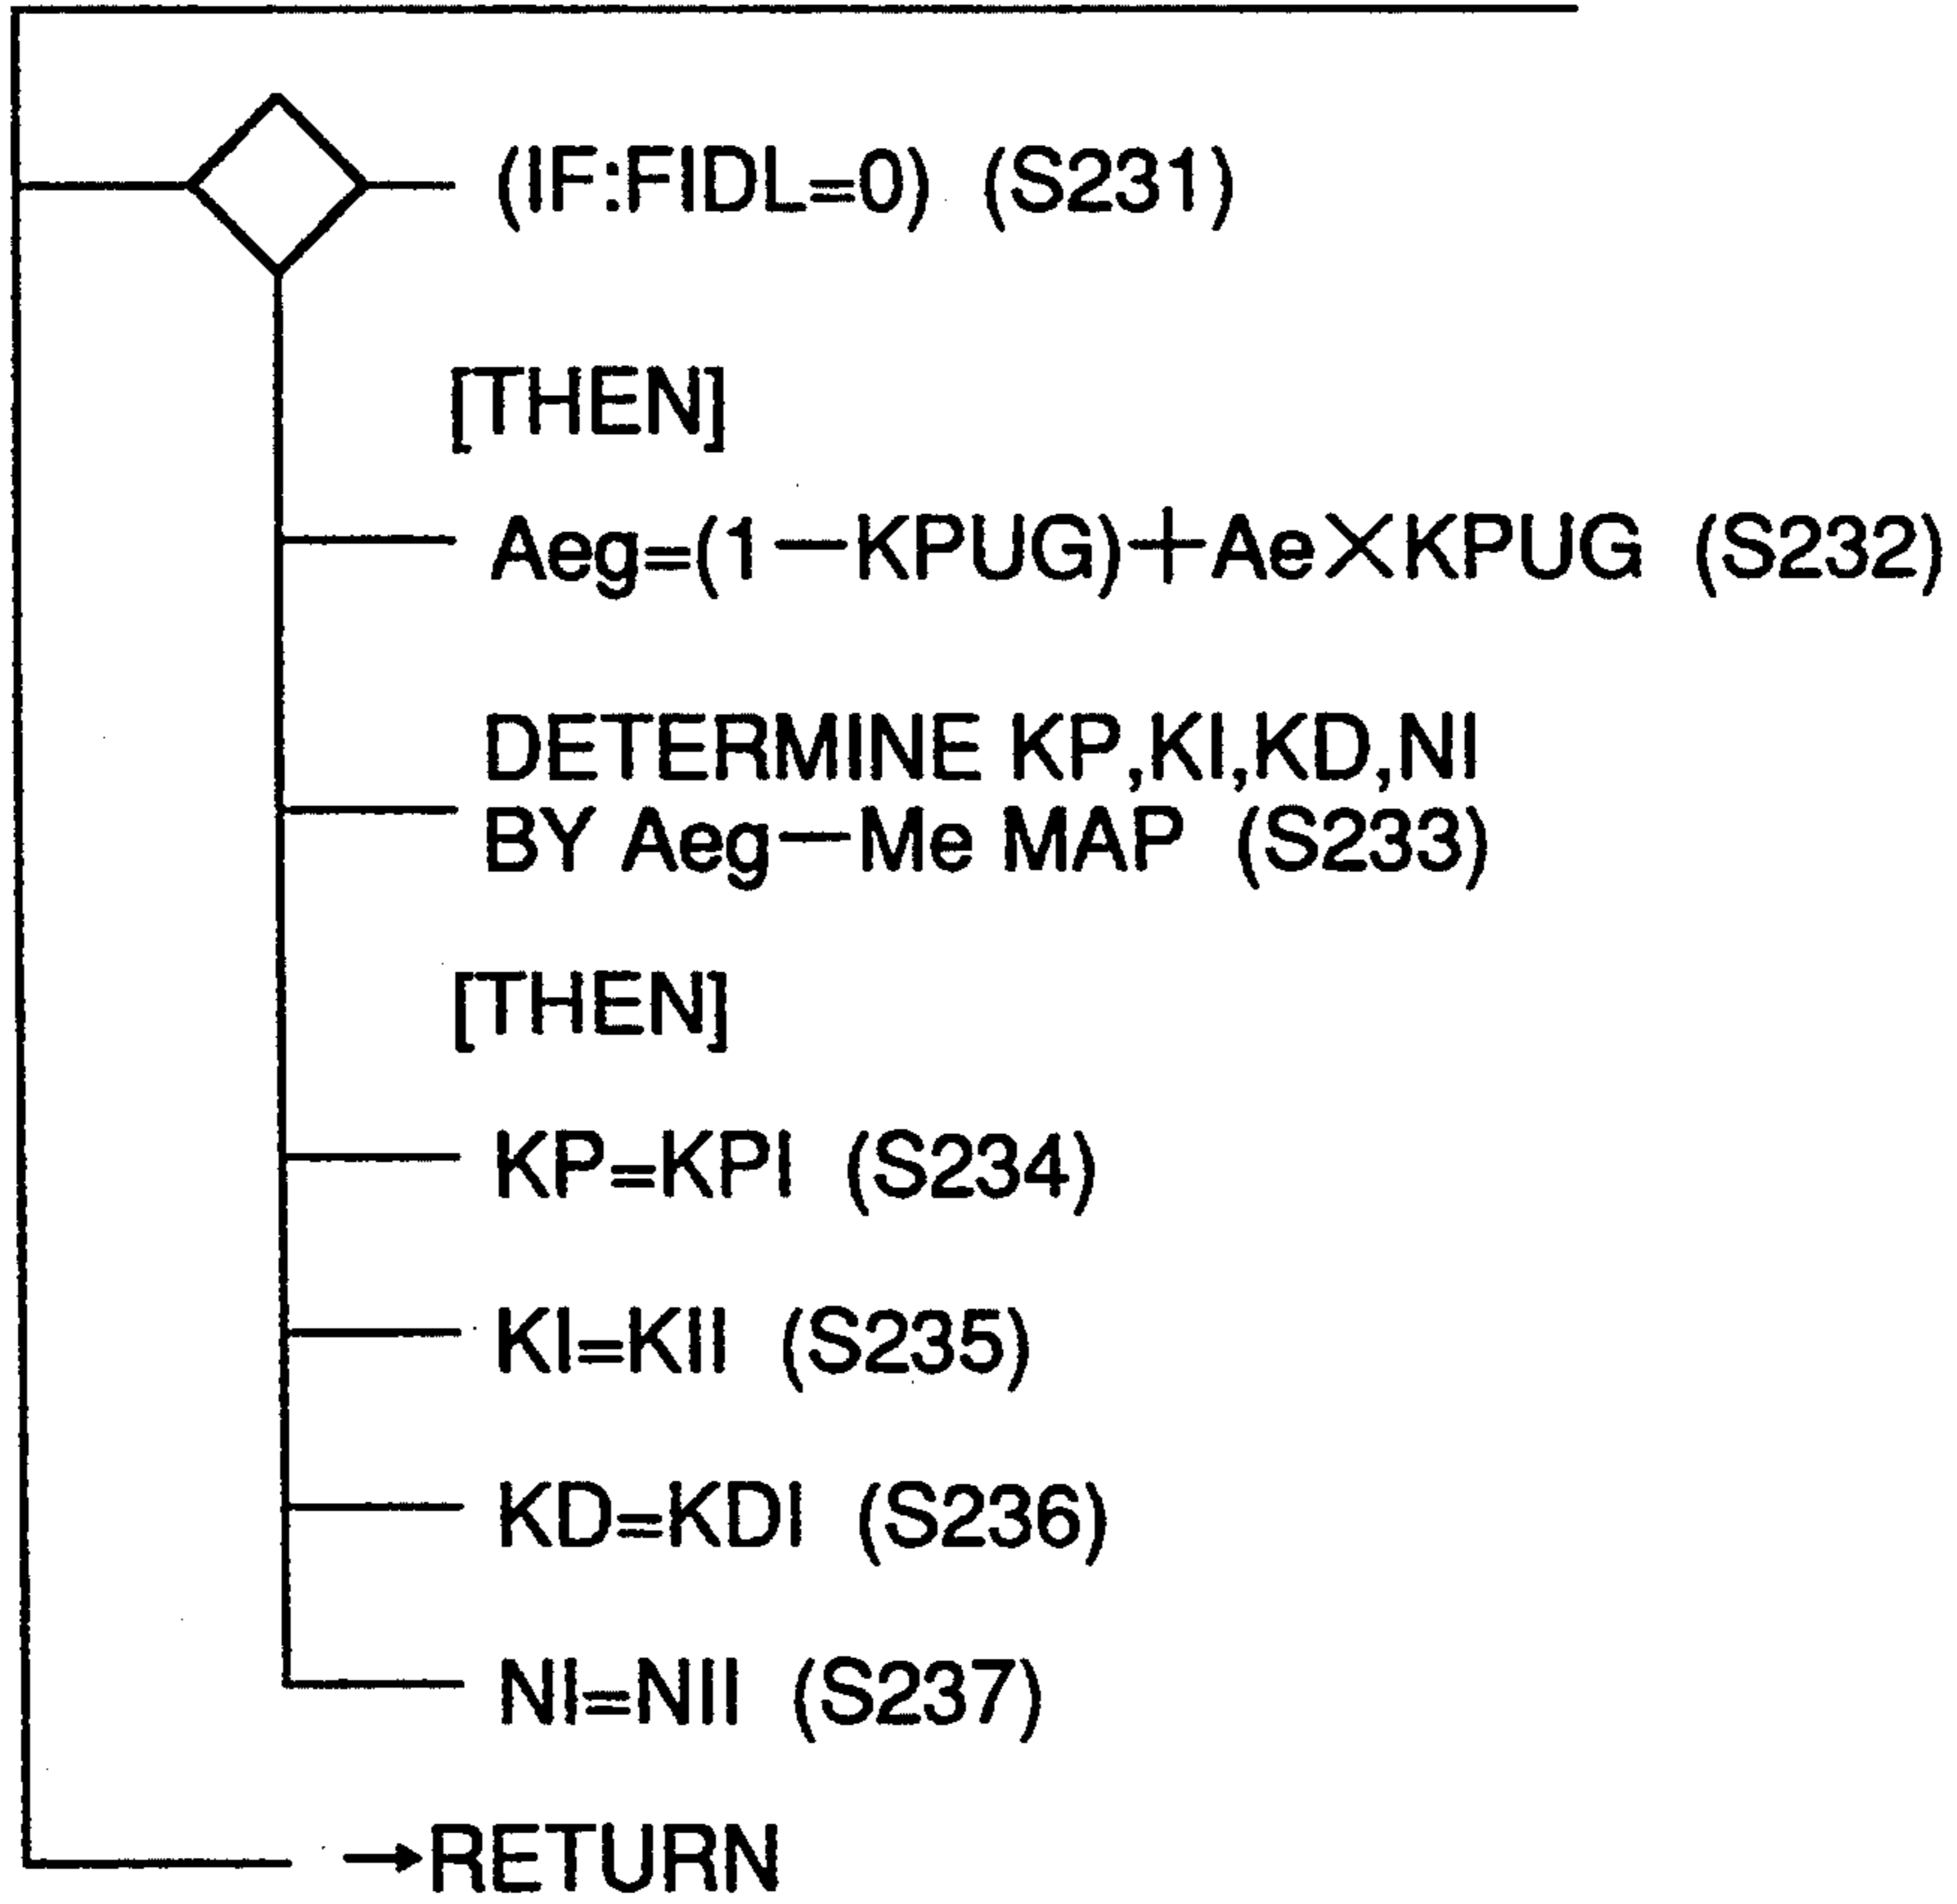 (IF:FIDL=0) (S231)
[THEN]
Aeg=(1−KPUG)+Ae×KPUG (S232)
DETERMINE KP,KI,KD,NI
BY Aeg−Me MAP (S233)
[THEN]
KP=KPI (S234)
KI=KII (S235)
KD=KDI (S236)
NI=NII (S237)
→RETURN